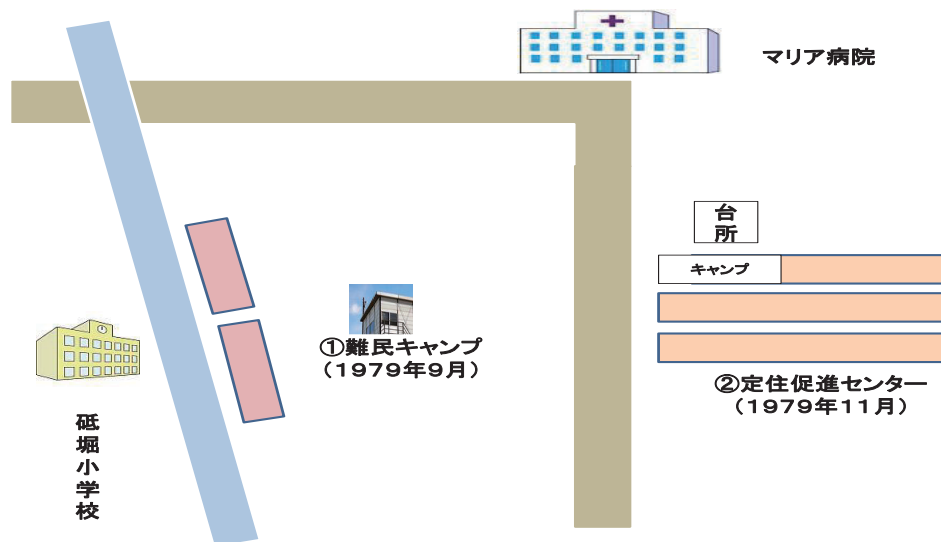 マリア病院
台
所
キャンプ
①難民キャンプ
（1979年9月）
②定住促進センター
（1979年11月）
砥
堀
小
学
校